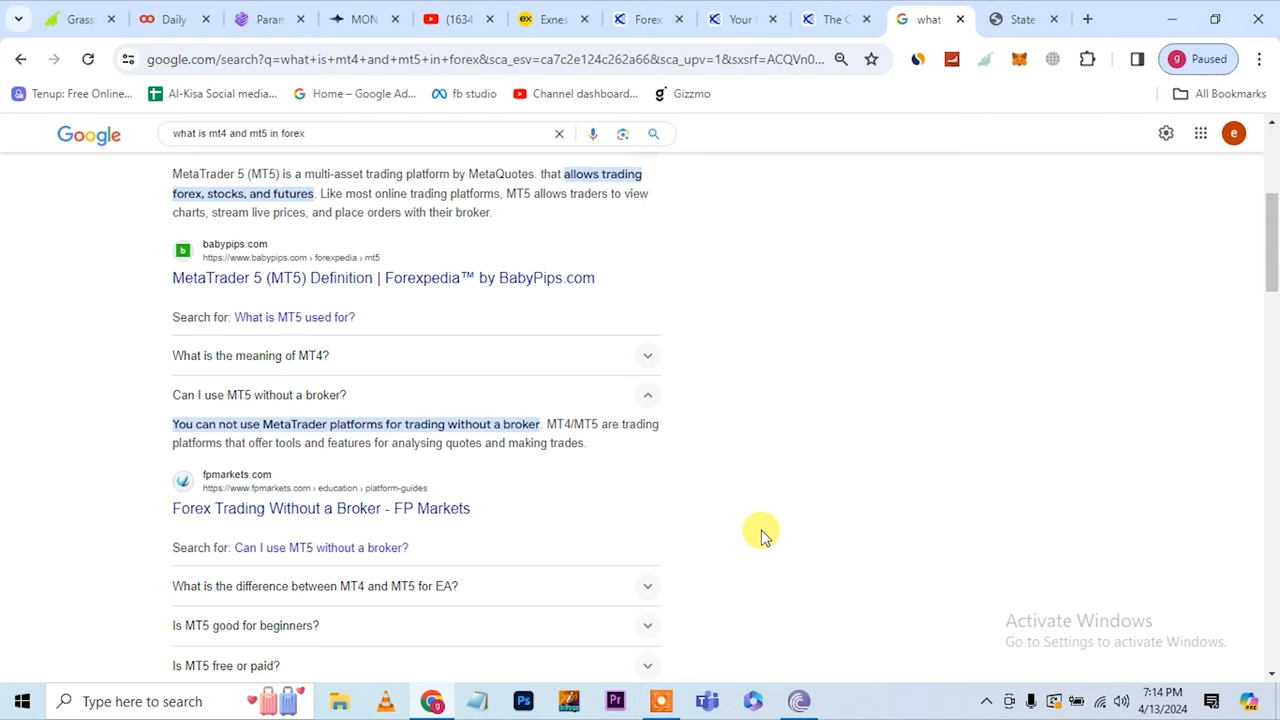 Grass
Daily
Param
MON
(1634
Exnes
Forex
Your
The C
what
State
google.com/search?q=what+is+mt4+and+mt5+in+forex&sca_esv=ca7c2e124c262a66&sca_upv=1&sxsrf=ACQVn0...
g Paused
Tenup: Free Online...
Al-Kisa Social media...
Home – Google Ad...
fb studio
Channel dashboard...
Gizzmo
All Bookmarks
Google
what is mt4 and mt5 in forex
e
MetaTrader 5 (MT5) is a multi-asset trading platform by MetaQuotes. that allows trading
forex, stocks, and futures. Like most online trading platforms, MT5 allows traders to view
charts, stream live prices, and place orders with their broker.
babypips.com
https://www.babypips.com › forexpedia › mt5
MetaTrader 5 (MT5) Definition | Forexpedia™ by BabyPips.com
Search for: What is MT5 used for?
What is the meaning of MT4?
Can I use MT5 without a broker?
You can not use MetaTrader platforms for trading without a broker. MT4/MT5 are trading
platforms that offer tools and features for analysing quotes and making trades.
fpmarkets.com
https://www.fpmarkets.com › education › platform-guides
Forex Trading Without a Broker - FP Markets
Search for: Can I use MT5 without a broker?
What is the difference between MT4 and MT5 for EA?
Is MT5 good for beginners?
Is MT5 free or paid?
Activate Windows
Go to Settings to activate Windows.
Type here to search
Ps
Pr
7:14 PM
4/13/2024